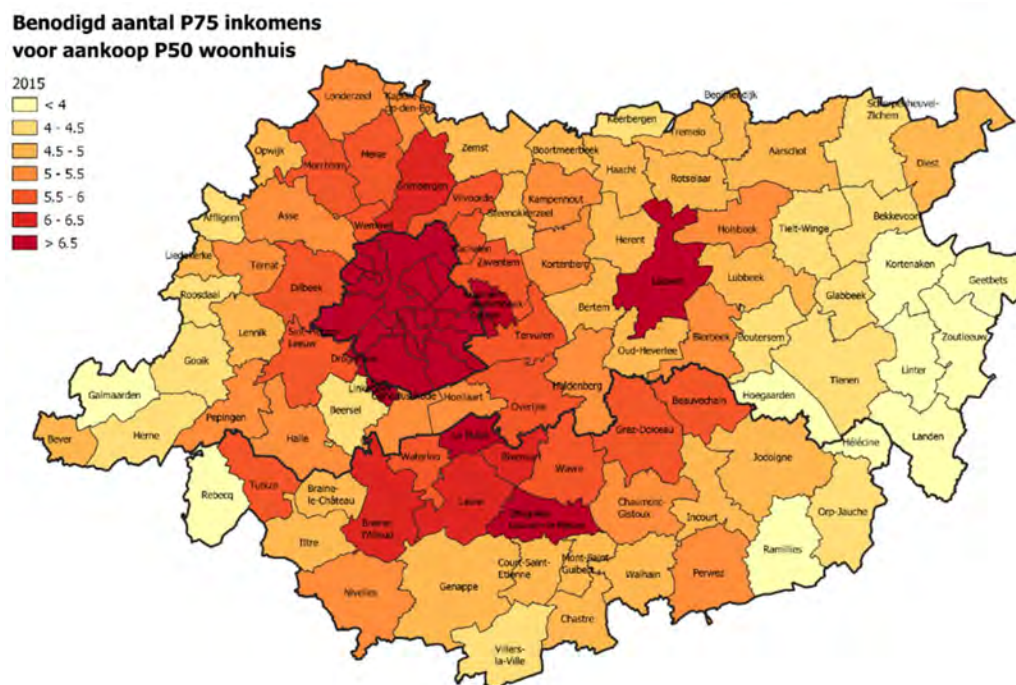 Benodigd aantal P75 inkomens
voor aankoop P50 woonhuis
2015
< 4
4 - 4.5
4.5 - 5
5 - 5.5
5.5 - 6
6 - 6.5
> 6.5
Londerzeel
Begijnendijk
Keerbergen
Tremelo
Zichem
Opwijk
Merchtem
Meise
Grimbergen
Zemst
Boortmeerbeek
Haacht
Rotselaar
Aarschot
Diest
Affligem
Asse
Vilvoorde
Steenokkerzeel
Kampenhout
Herent
Holsbeek
Tielt-Winge
Bekkevoort
Liedekerke
Ternat
Wemmel
Machelen
Zaventem
Kortenberg
Leuven
Lubbeek
Glabbeek
Kortenaken
Geetbets
Roosdaal
Dilbeek
Lennik
Bertem
Tervuren
Oud-Heverlee
Bierbeek
Boutersem
Zoutleeuw
Gooik
Linter
Tienen
Galmaarden
Beersel
Hoeilaart
Overijse
Huldenberg
Beauvechain
Hoegaarden
Pepingen
Halle
Bever
Herne
Landen
Hélécine
Waterloo
La Hulpe
Rixensart
Wavre
Grez-Doiceau
Jodoigne
Rebecq
Tubize
Braine-
le-Château
Lasne
Chaumont-
Gistoux
Incourt
Orp-Jauche
Ramillies
Ittre
Court-Saint-
Etienne
Mont-Saint-
Guibert
Walhain
Perwez
Nivelles
Genappe
Chastre
Villers-
la-Ville